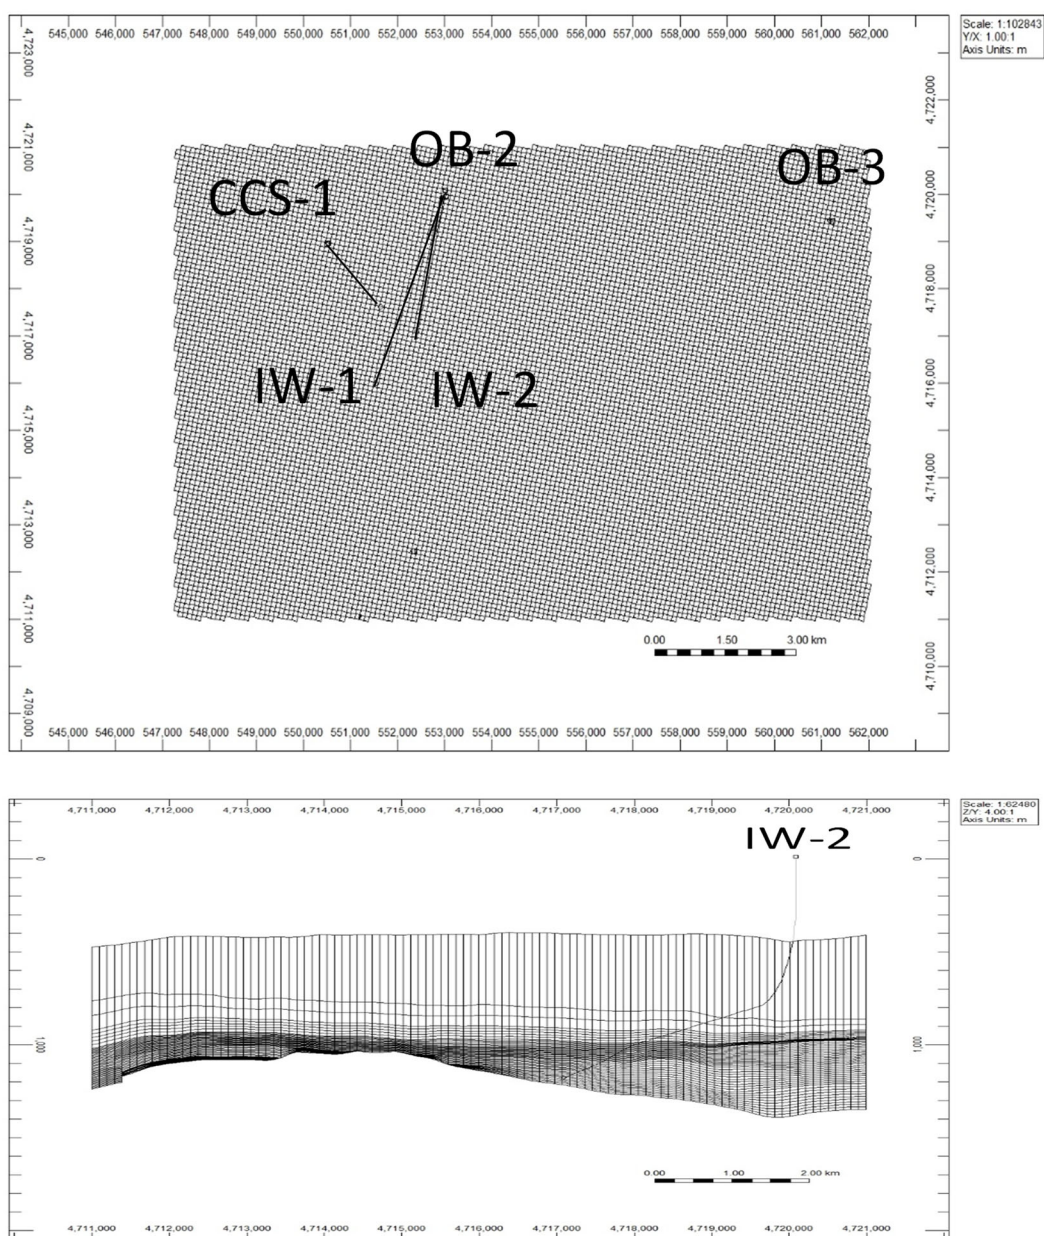 545,000 546,000 547,000 548,000 549,000 550,000 551,000 552,000 553,000 554,000 555,000 556,000 557,000 558,000 559,000 560,000 561,000 562,000
Scale: 1:102843
Y/X: 1.00:1
Axis Units: m
4,723,000
4,721,000
4,719,000
4,717,000
4,715,000
4,713,000
4,711,000
4,709,000
OB-2
OB-3
CCS-1
IW-1
IW-2
4,722,000
4,720,000
4,718,000
4,716,000
4,714,000
4,712,000
4,710,000
0.00 1.50 3.00 km
545,000 546,000 547,000 548,000 549,000 550,000 551,000 552,000 553,000 554,000 555,000 556,000 557,000 558,000 559,000 560,000 561,000 562,000
4,711,000 4,712,000 4,713,000 4,714,000 4,715,000 4,716,000 4,717,000 4,718,000 4,719,000 4,720,000 4,721,000
Scale: 1:62480
Z/Y: 4.00:1
Axis Units: m
IW-2
0 0
1,000 1,000
0.00 1.00 2.00 km
4,711,000 4,712,000 4,713,000 4,714,000 4,715,000 4,716,000 4,717,000 4,718,000 4,719,000 4,720,000 4,721,000